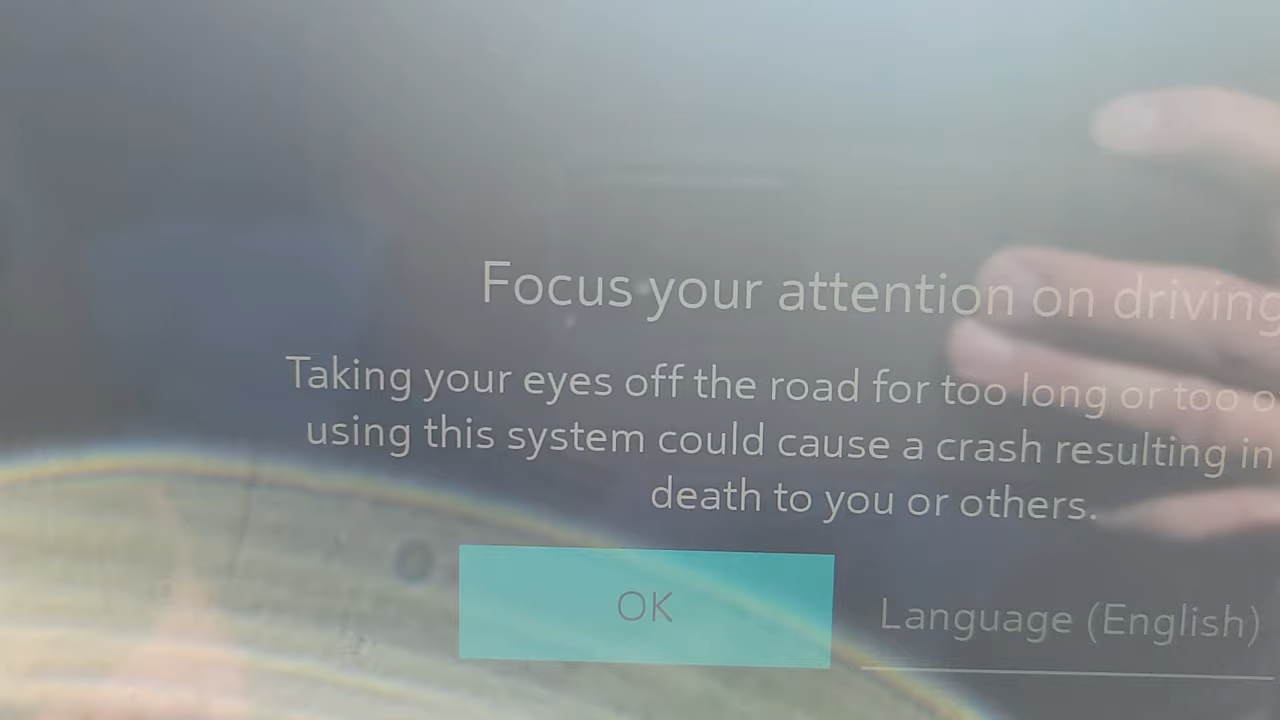 Focus your attention on driving
Taking your eyes off the road for too long or too
using this system could cause a crash resulting in
death to you or others.
OK
Language (English)